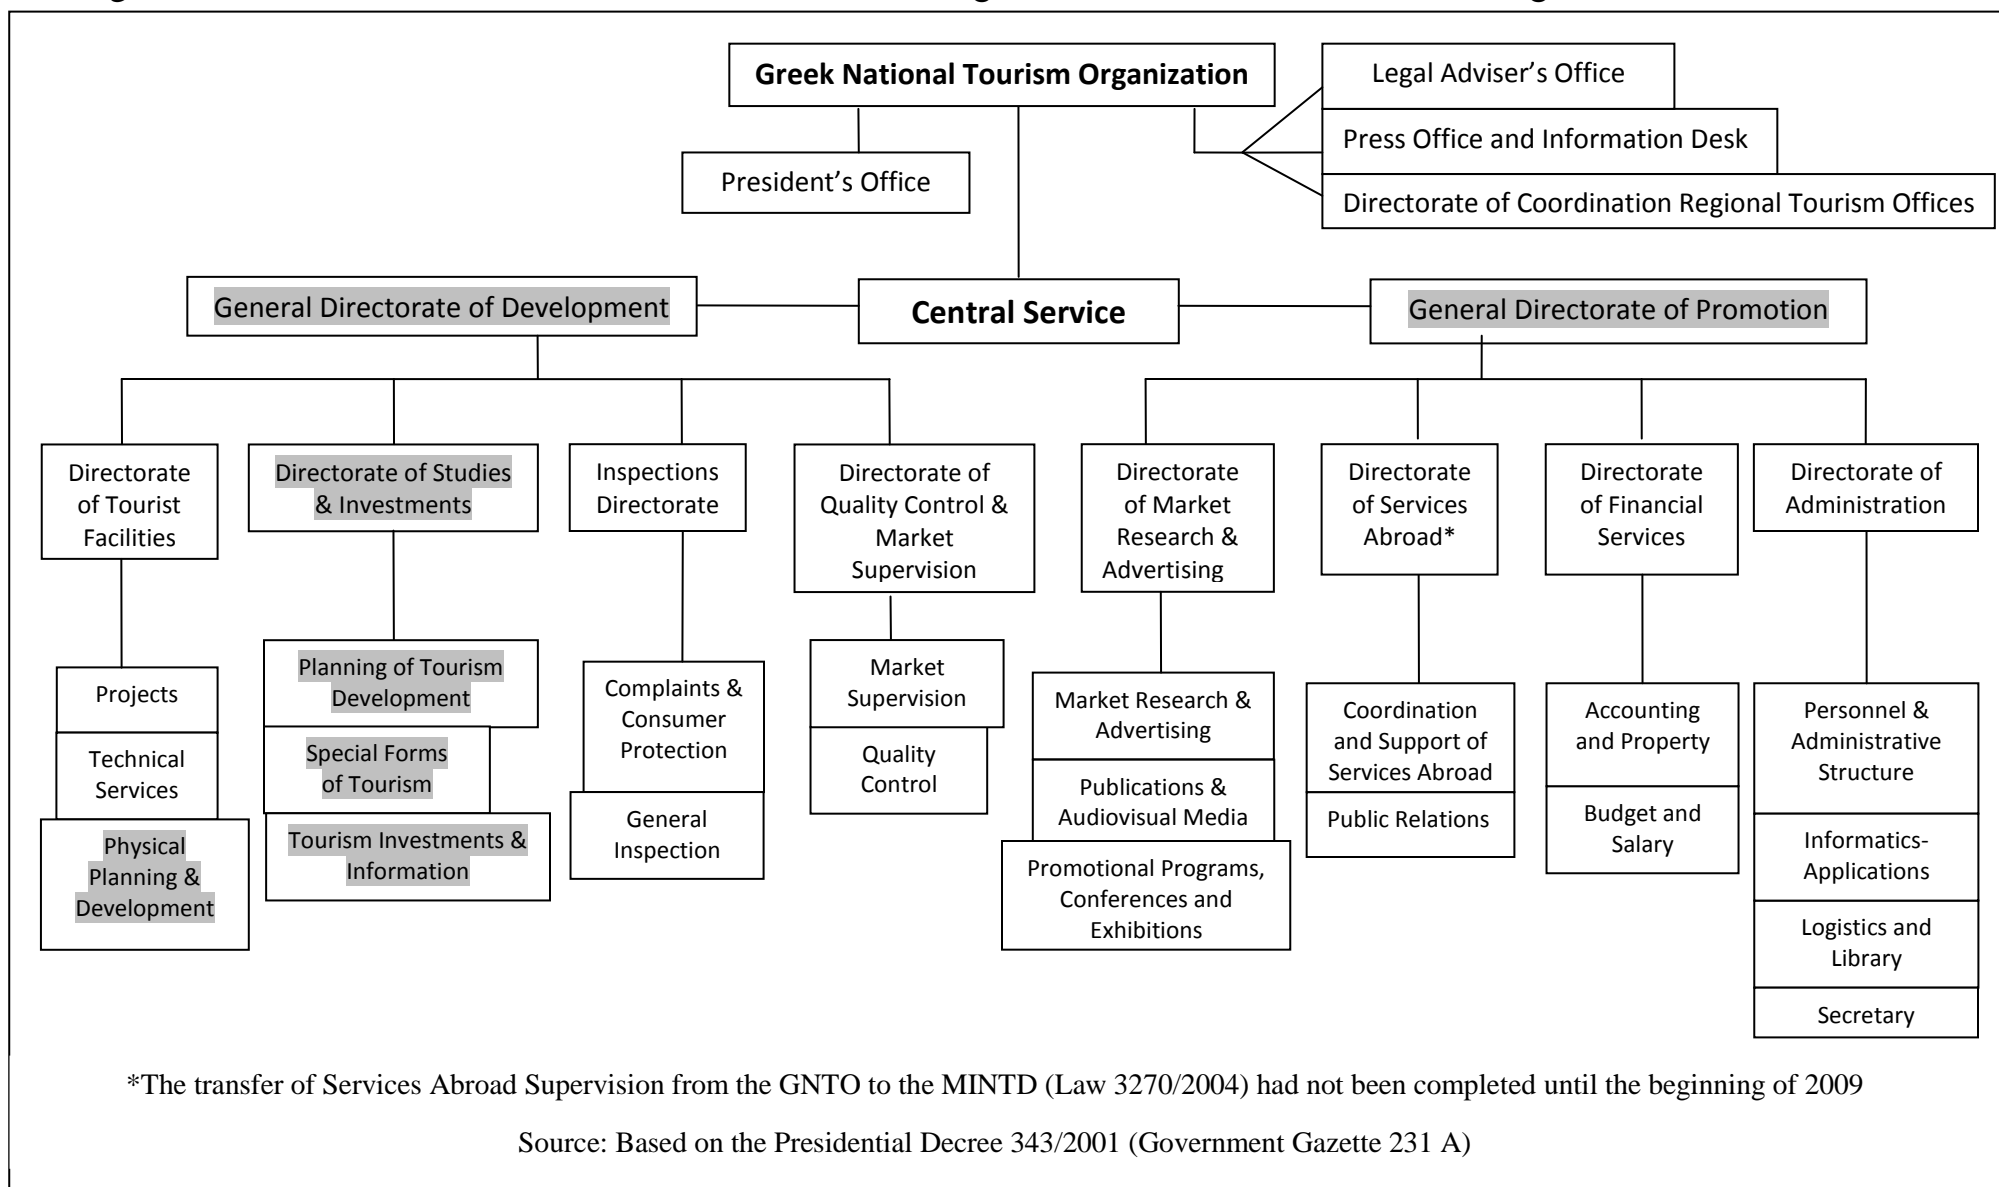 Greek National Tourism Organization
Legal Adviser's Office
Press Office and Information Desk
President's Office
Directorate of Coordination Regional Tourism Offices
General Directorate of Development
Central Service
General Directorate of Promotion
Directorate
of Tourist
Facilities
Directorate of Studies
& Investments
Inspections
Directorate
Directorate of
Quality Control &
Market
Supervision
Directorate
of Market
Research &
Advertising
Directorate
of Services
Abroad*
Directorate
of Financial
Services
Directorate of
Administration
Projects
Technical
Services
Physical
Planning &
Development
Planning of Tourism
Development
Special Forms
of Tourism
Tourism Investments &
Information
Complaints &
Consumer
Protection
General
Inspection
Market
Supervision
Quality
Control
Market Research &
Advertising
Publications &
Audiovisual Media
Promotional Programs,
Conferences and
Exhibitions
Coordination
and Support of
Services Abroad
Public Relations
Accounting
and Property
Budget and
Salary
Personnel &
Administrative
Structure
Informatics-
Applications
Logistics and
Library
Secretary
*The transfer of Services Abroad Supervision from the GNTO to the MINTD (Law 3270/2004) had not been completed until the beginning of 2009
Source: Based on the Presidential Decree 343/2001 (Government Gazette 231 A)